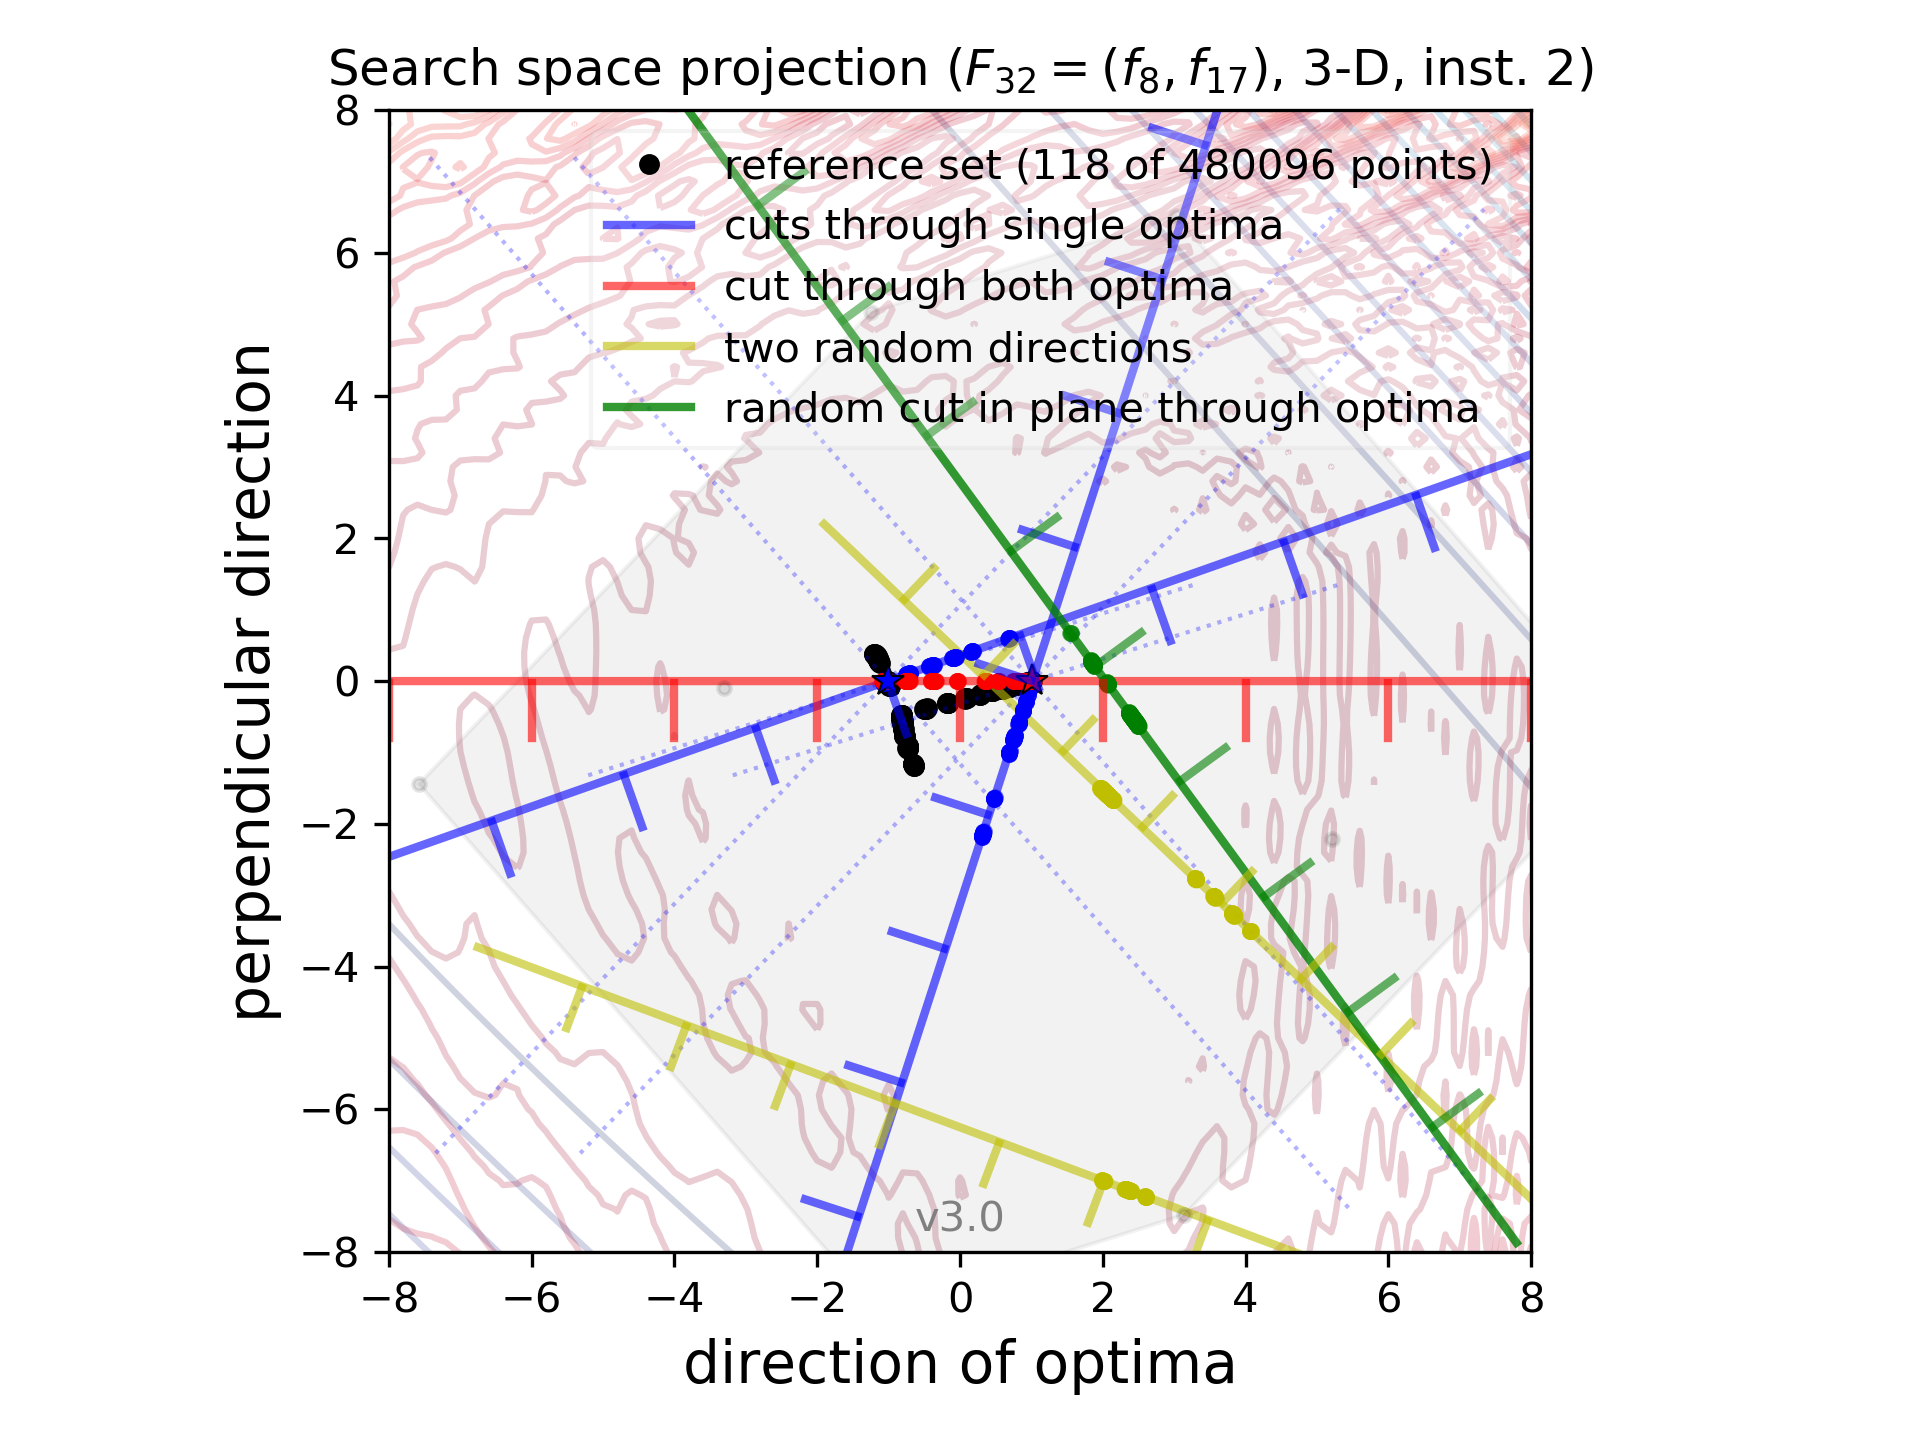 Search space projection (F₃₂ = (f₈, f₁₇), 3-D, inst. 2)
reference set (118 of 480096 points)
cuts through single optima
cut through both optima
two random directions
random cut in plane through optima
perpendicular direction
8
6
4
2
0
−2
−4
−6
−8
v3.0
−8 −6 −4 −2 0 2 4 6 8
direction of optima